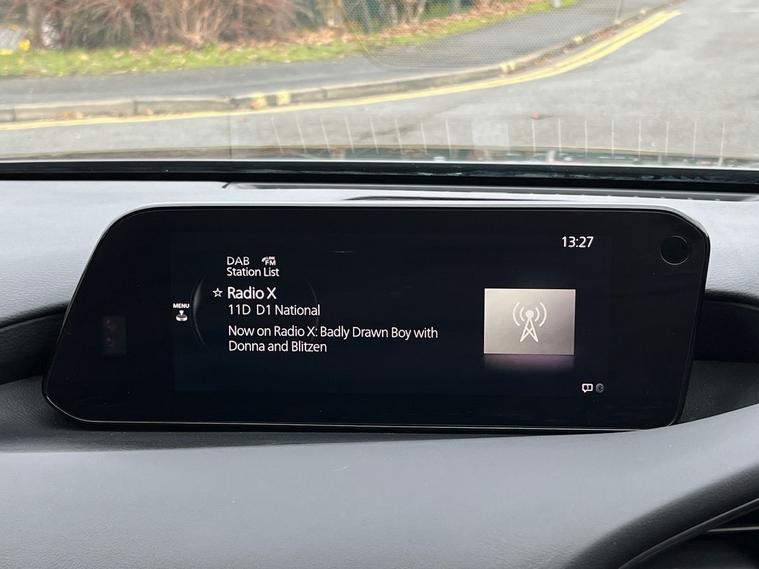 13:27
DAB FM
Station List
☆ Radio X
MENU
11D D1 National
Now on Radio X: Badly Drawn Boy with
Donna and Blitzen